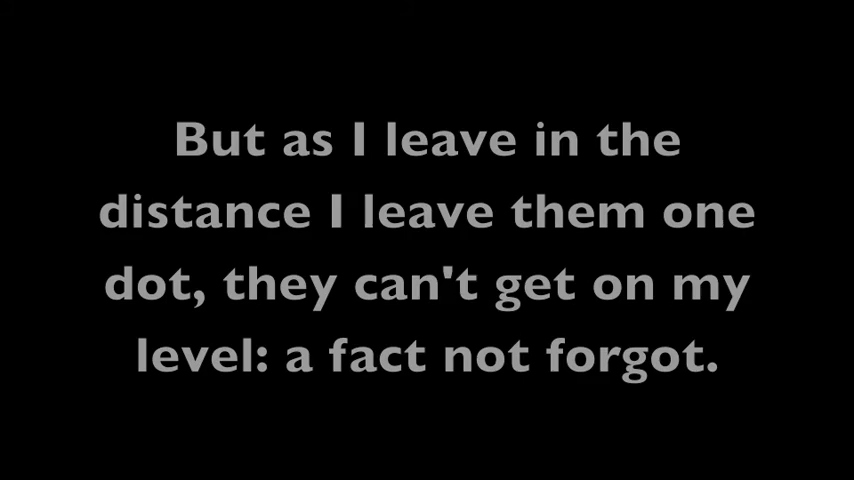 But as I leave in the
distance I leave them one
dot, they can't get on my
level: a fact not forgot.